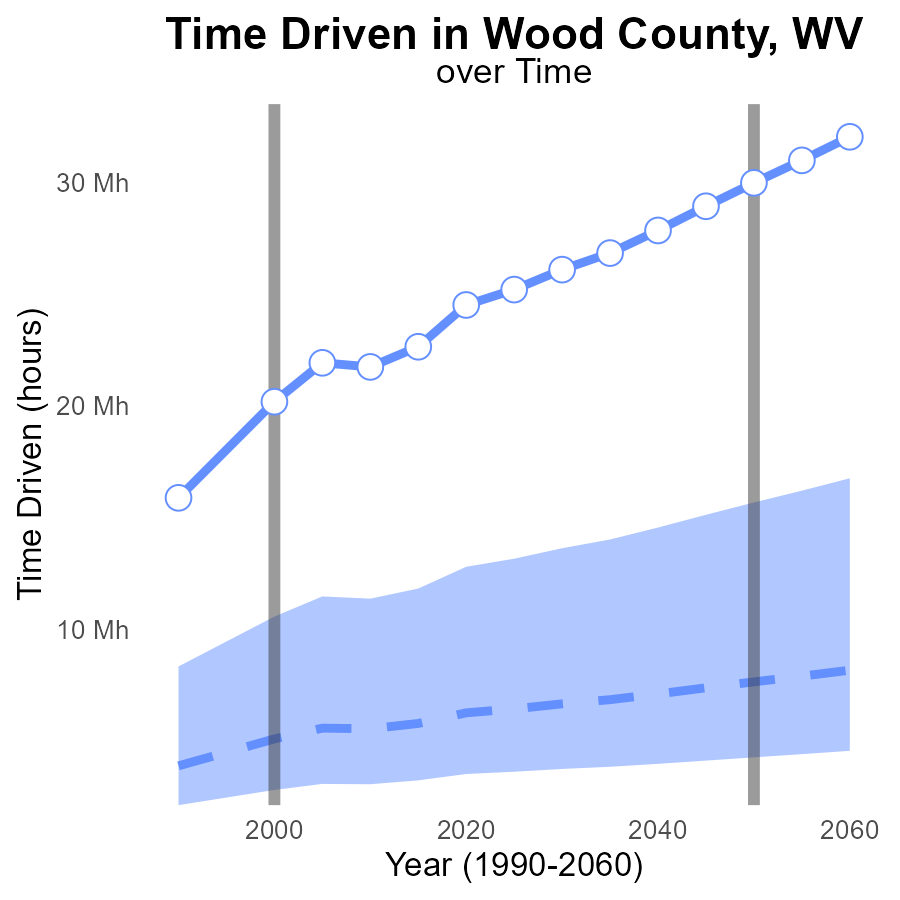 Time Driven in Wood County, WV
over Time
Time Driven (hours)
30 Mh
20 Mh
10 Mh
2000 2020 2040 2060
Year (1990-2060)